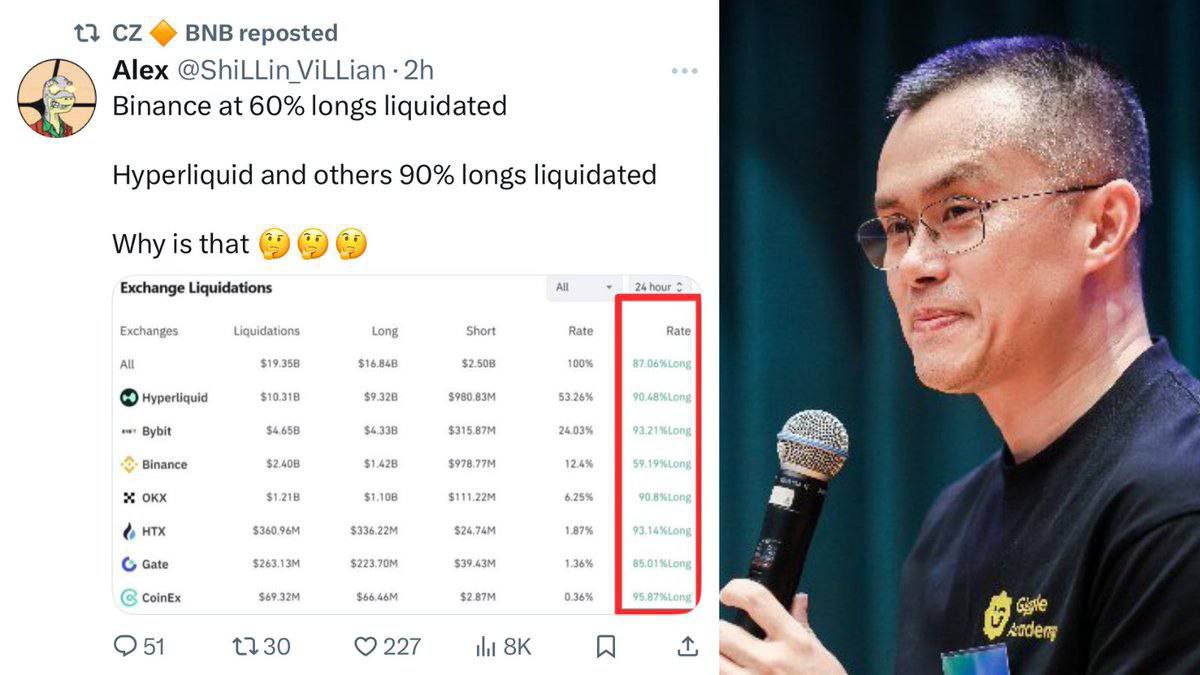 CZ 🔶 BNB reposted
Alex @ShiLLin_ViLLian · 2h
Binance at 60% longs liquidated
Hyperliquid and others 90% longs liquidated
Why is that 🤔🤔🤔
Exchange Liquidations All 24 hour
Exchanges Liquidations Long Short Rate Rate
All $19.35B $16.84B $2.50B 100% 87.06%Long
Hyperliquid $10.31B $9.32B $980.83M 53.26% 90.48%Long
Bybit $4.65B $4.33B $315.87M 24.03% 93.21%Long
Binance $2.40B $1.42B $978.77M 12.4% 59.19%Long
OKX $1.21B $1.10B $111.22M 6.25% 90.8%Long
HTX $360.96M $336.22M $24.74M 1.87% 93.14%Long
Gate $263.13M $223.70M $39.43M 1.36% 85.01%Long
CoinEx $69.32M $66.46M $2.87M 0.36% 95.87%Long
51 30 227 8K
Giggle
Academy